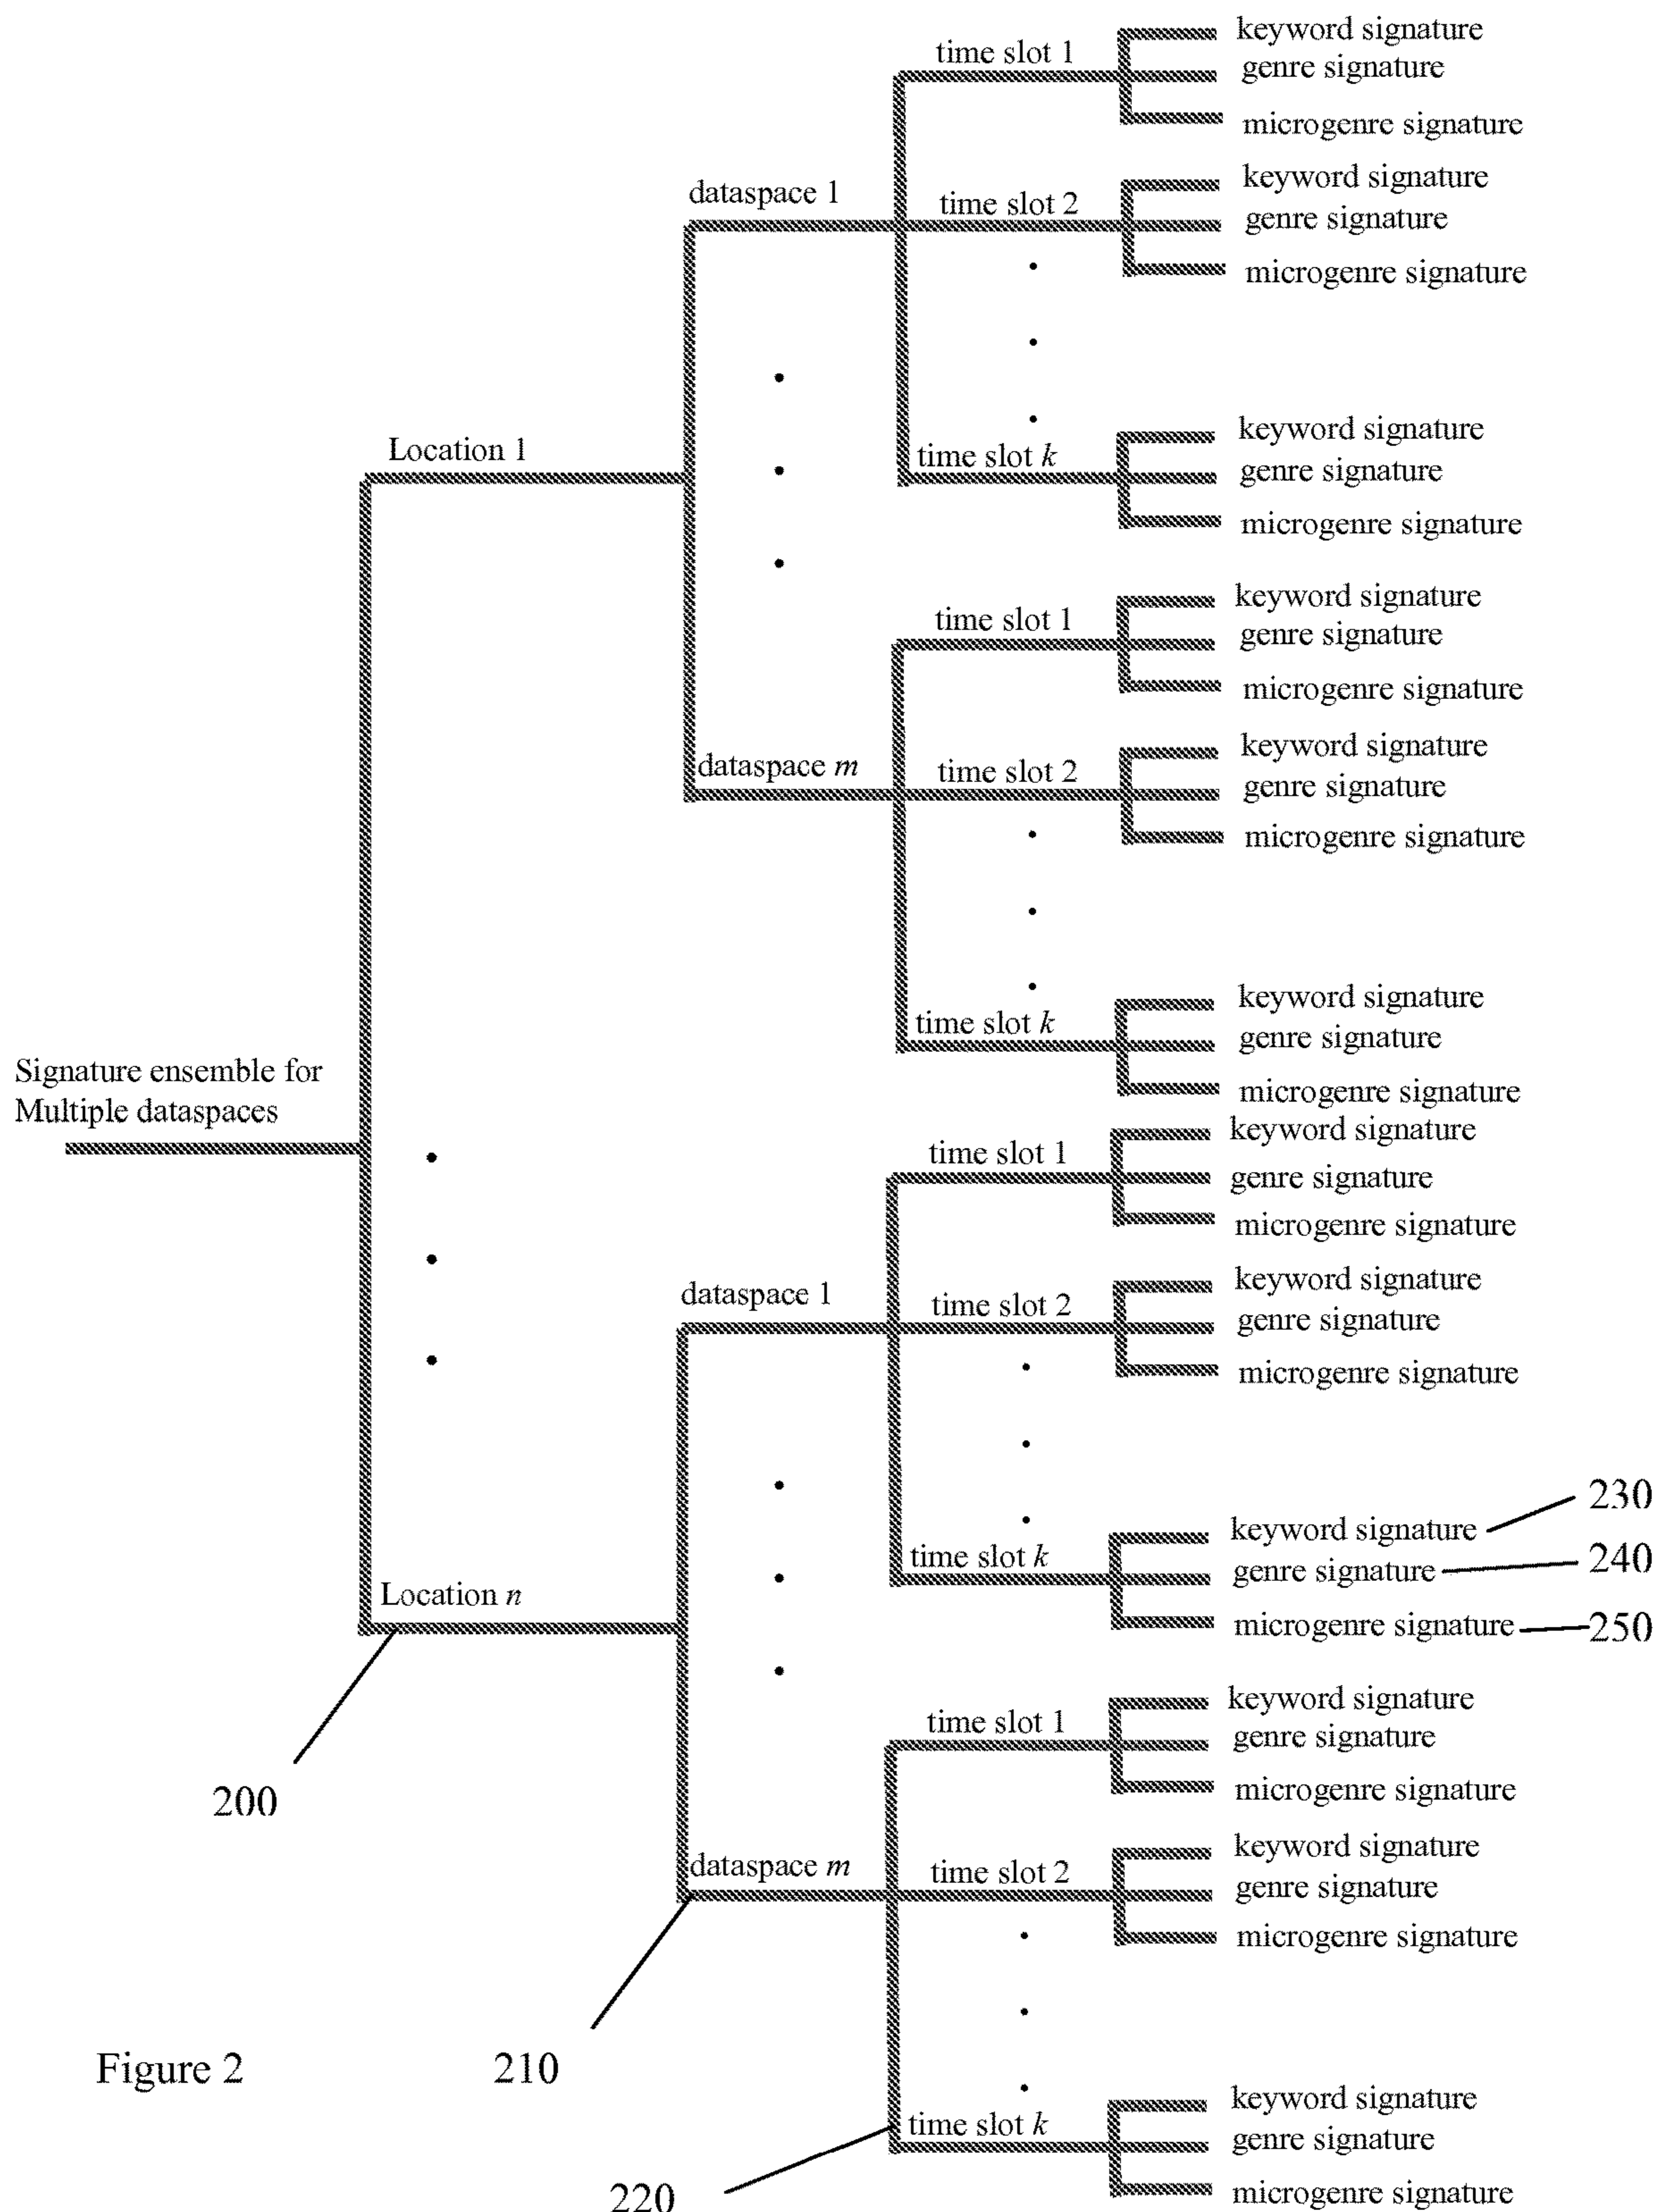 keyword signature
time slot 1
genre signature
microgenre signature
keyword signature
dataspace 1
time slot 2
genre signature
microgenre signature
keyword signature
Location 1
time slot k
genre signature
microgenre signature
keyword signature
time slot 1
genre signature
microgenre signature
keyword signature
dataspace m
time slot 2
genre signature
microgenre signature
keyword signature
time slot k
genre signature
Signature ensemble for
Multiple dataspaces
microgenre signature
keyword signature
time slot 1
genre signature
microgenre signature
keyword signature
dataspace 1
time slot 2
genre signature
microgenre signature
230
keyword signature
time slot k
genre signature
240
Location n
microgenre signature
250
keyword signature
time slot 1
genre signature
microgenre signature
200
keyword signature
dataspace m
time slot 2
genre signature
microgenre signature
Figure 2
210
keyword signature
time slot k
genre signature
microgenre signature
220